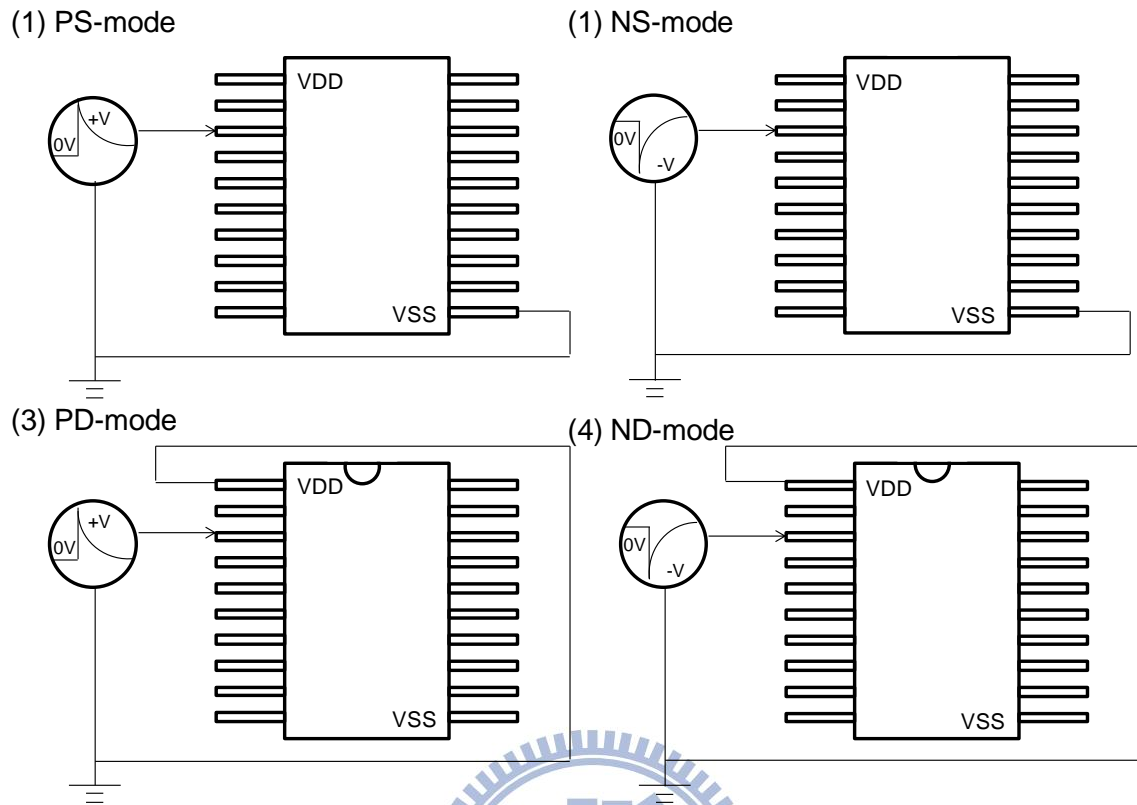 (1) PS-mode
(1) NS-mode
VDD
+V
0V
VSS
VDD
0V
-V
VSS
(3) PD-mode
(4) ND-mode
VDD
+V
0V
VSS
VDD
0V
-V
VSS